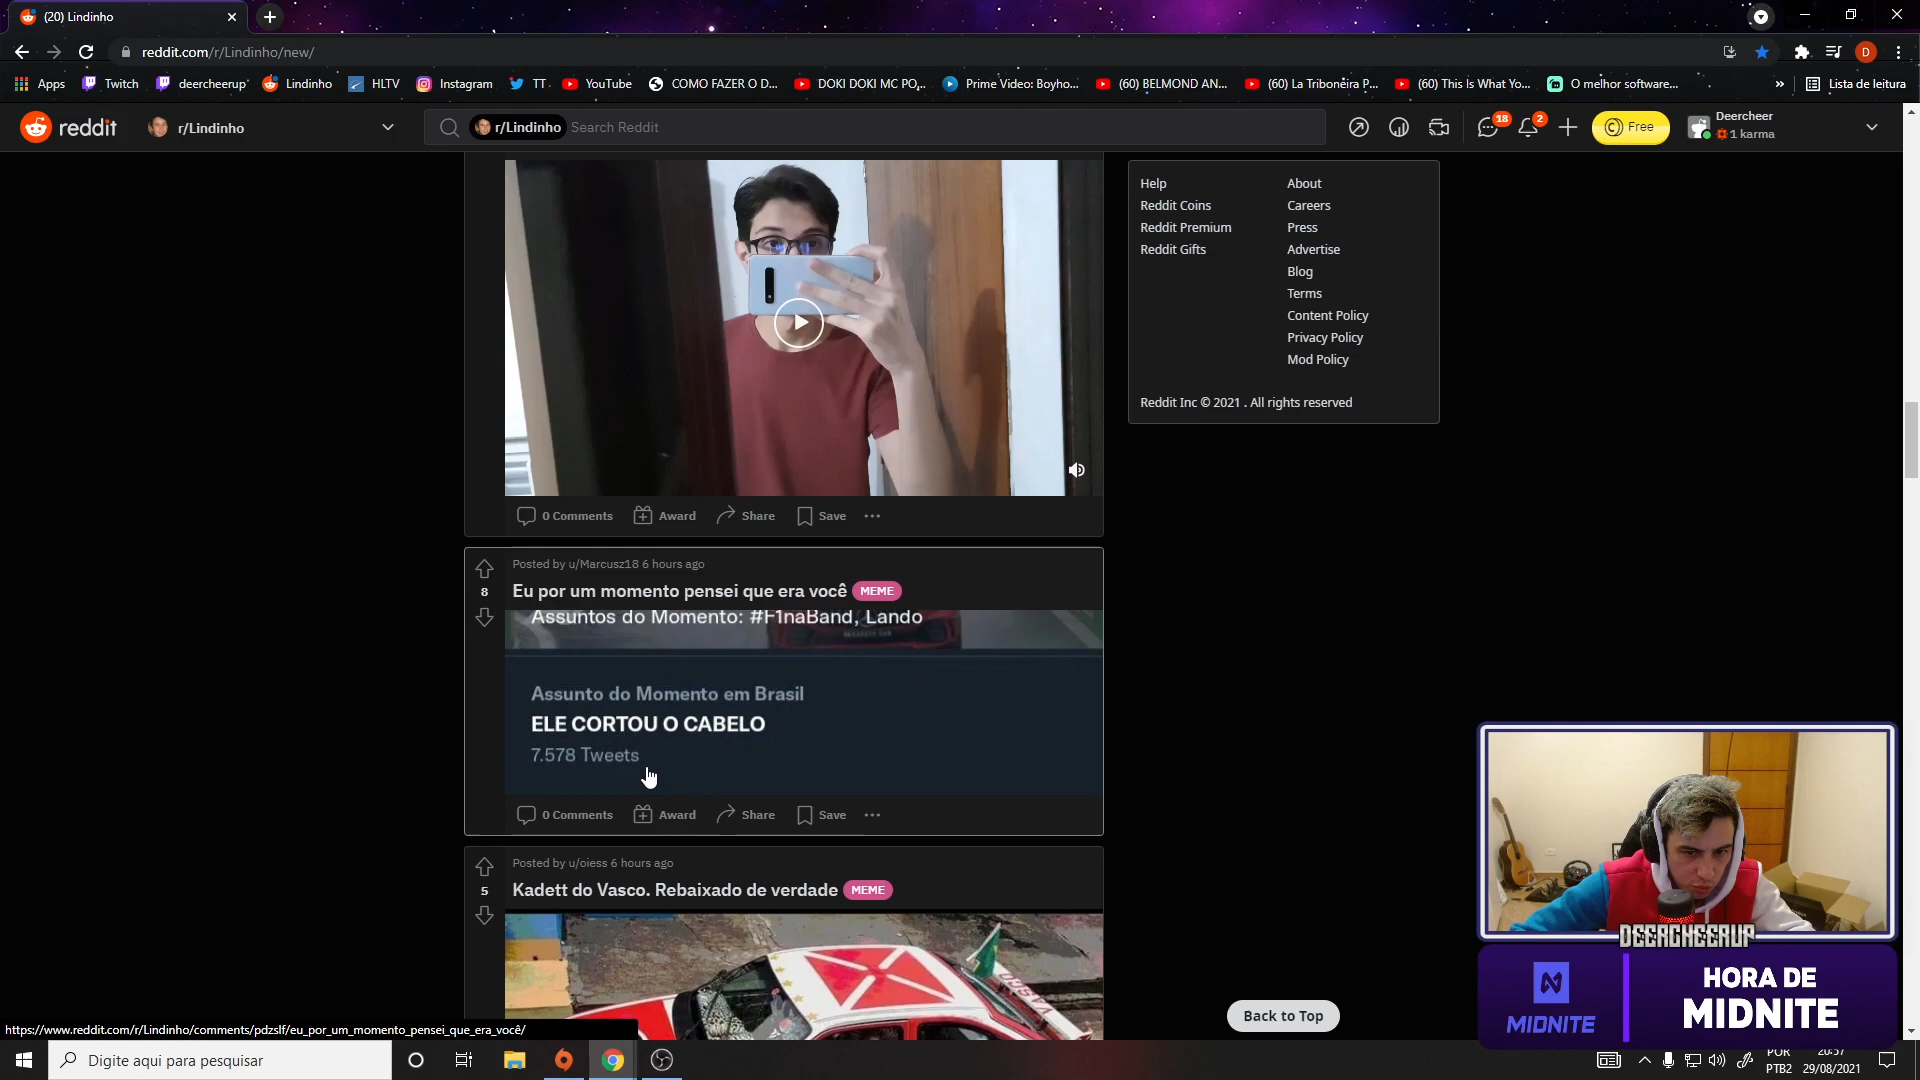 (20) Lindinho
reddit.com/r/Lindinho/new/
Apps Twitch deercheerup Lindinho HLTV Instagram TT YouTube COMO FAZER O D... DOKI DOKI MC PO... Prime Video: Boyho... (60) BELMOND AN... (60) La Triboneira P... (60) This Is What Yo... O melhor software... » Lista de leitura
reddit r/Lindinho r/Lindinho Search Reddit 18 2 Free Deercheer
1 karma
Help About
Reddit Coins Careers
Reddit Premium Press
Reddit Gifts Advertise
Blog
Terms
Content Policy
Privacy Policy
Mod Policy
Reddit Inc © 2021 . All rights reserved
0 Comments Award Share Save
Posted by u/Marcusz18 6 hours ago
8 Eu por um momento pensei que era você MEME
Assuntos do Momento: #F1naBand, Lando
Assunto do Momento em Brasil
ELE CORTOU O CABELO
7.578 Tweets
0 Comments Award Share Save
Posted by u/oiess 6 hours ago
5 Kadett do Vasco. Rebaixado de verdade MEME
Back to Top
DEERCHEERUP
MIDNITE
HORA DE
MIDNITE
https://www.reddit.com/r/Lindinho/comments/pdzslf/eu_por_um_momento_pensei_que_era_você/
Digite aqui para pesquisar
POR
PTB2
20:57
29/08/2021